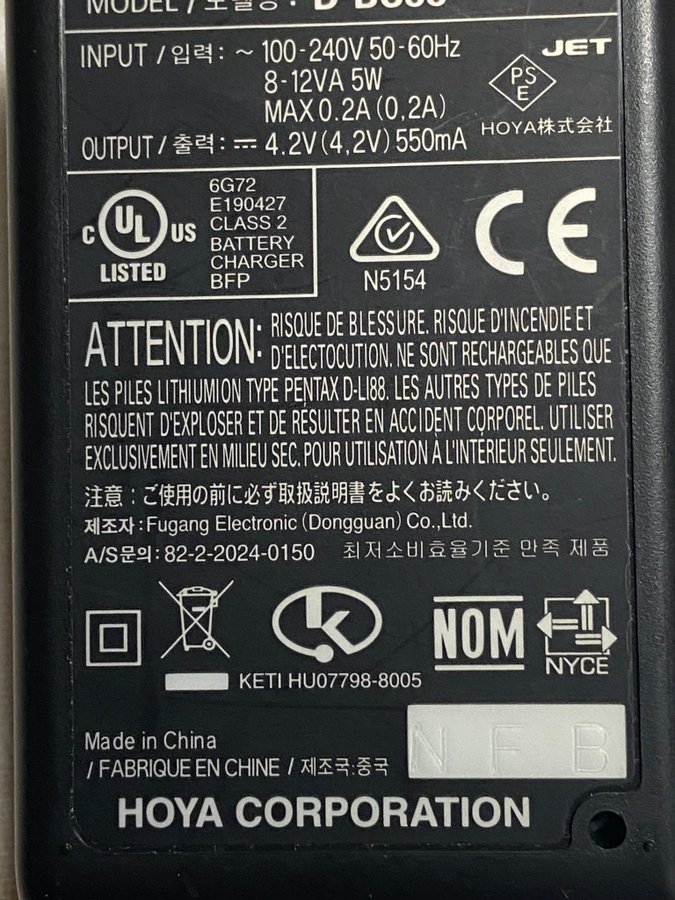 MODEL / 모델명 :
INPUT / 입력 : ~ 100-240V 50-60Hz
8-12VA 5W
MAX 0.2A (0,2A)
OUTPUT / 출력 : ⎓ 4.2V (4,2V) 550mA
JET
PS
E
HOYA株式会社
C UL US
LISTED
6G72
E190427
CLASS 2
BATTERY
CHARGER
BFP
N5154
CE
ATTENTION: RISQUE DE BLESSURE. RISQUE D'INCENDIE ET
D'ELECTOCUTION. NE SONT RECHARGEABLES QUE
LES PILES LITHIUMION TYPE PENTAX D-LI88. LES AUTRES TYPES DE PILES
RISQUENT D'EXPLOSER ET DE RÉSULTER EN ACCIDENT CORPOREL. UTILISER
EXCLUSIVEMENT EN MILIEU SEC. POUR UTILISATION À L'INTÉRIEUR SEULEMENT.
注意 : ご使用の前に必ず取扱説明書をよくお読みください。
제조자 : Fugang Electronic (Dongguan) Co.,Ltd.
A/S문의 : 82-2-2024-0150 최저소비효율기준 만족 제품
K
NOM
NYCE
KETI HU07798-8005
Made in China
/ FABRIQUE EN CHINE / 제조국:중국
N F B
HOYA CORPORATION